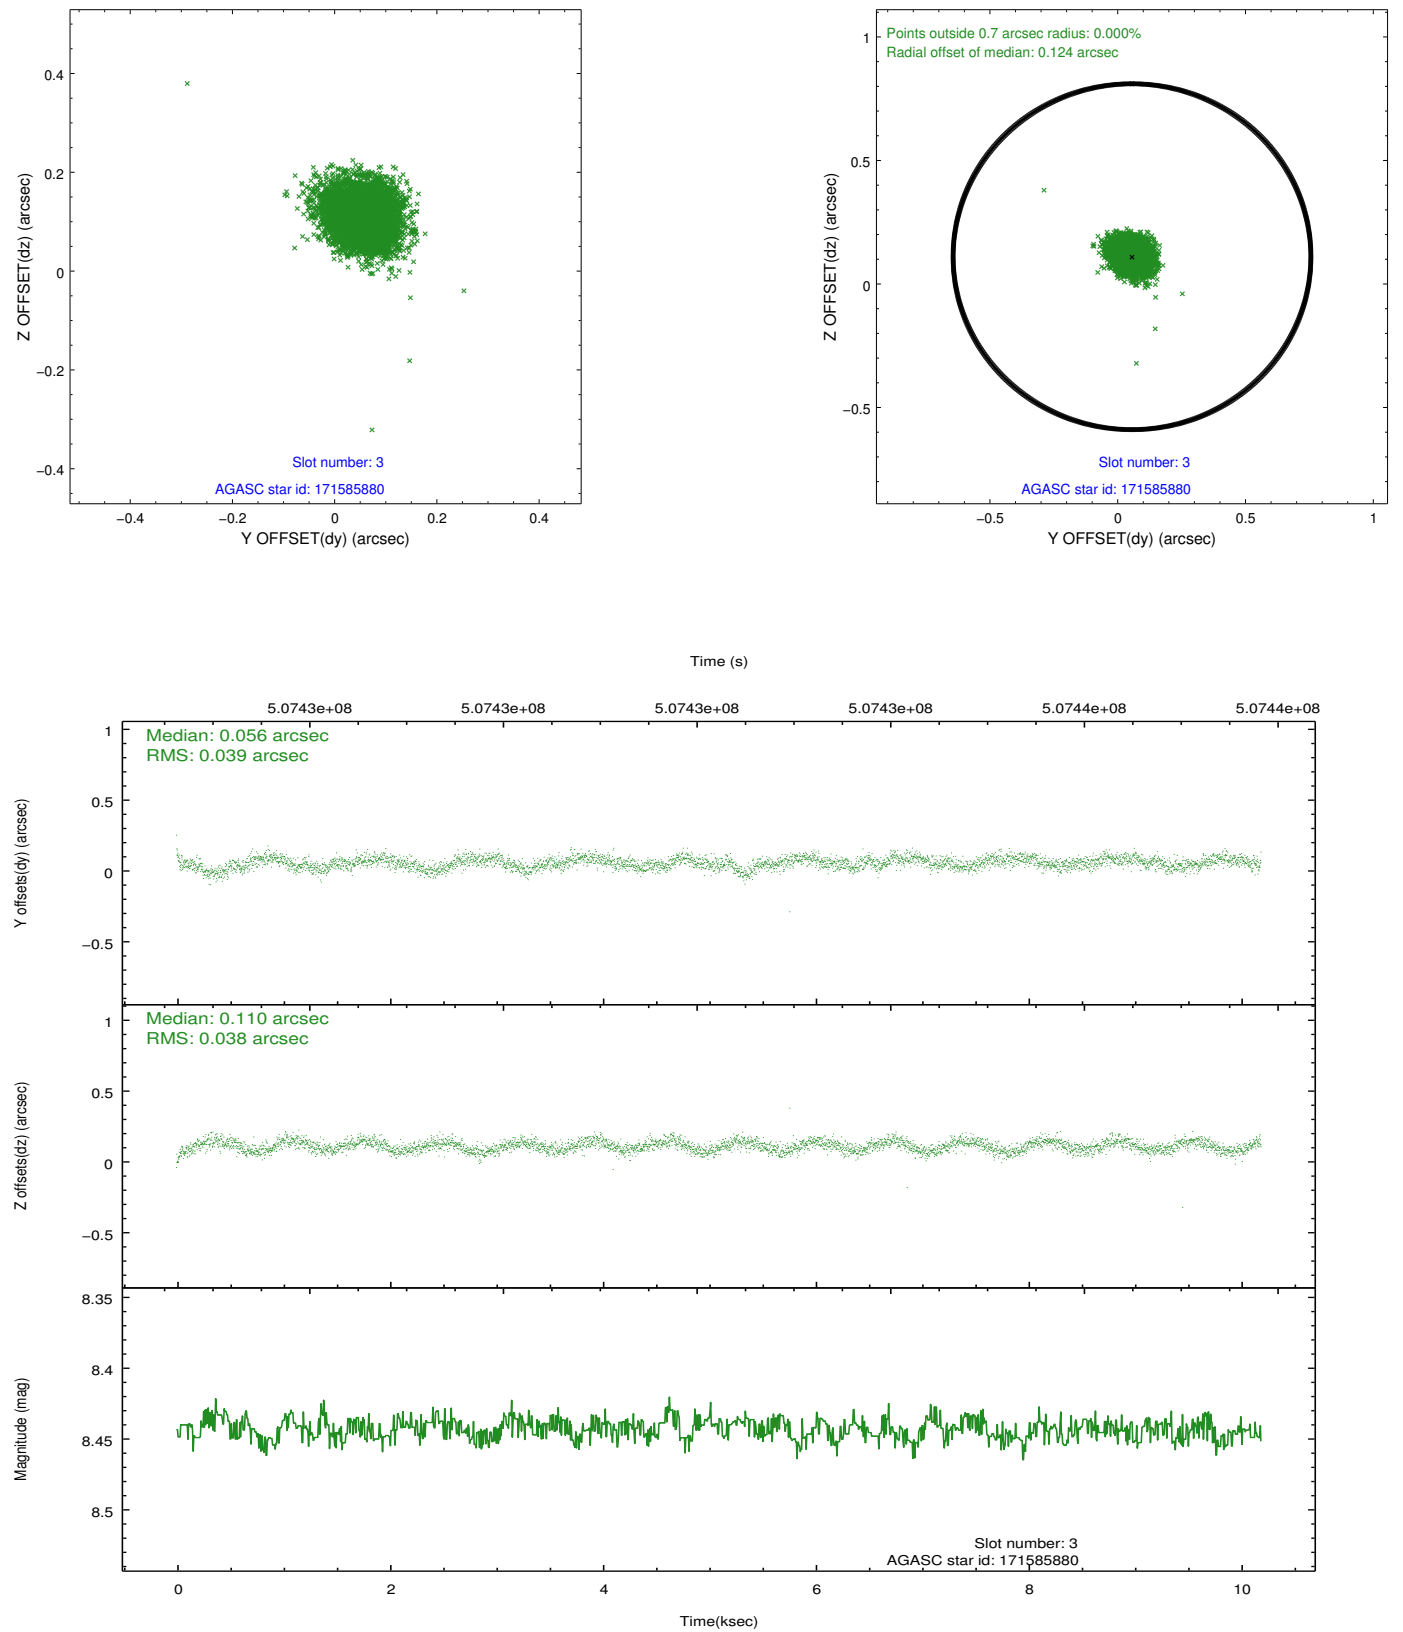 0.4
0.2
0
−0.2
−0.4
Z OFFSET(dz) (arcsec)
Slot number: 3
AGASC star id: 171585880
−0.4 −0.2 0 0.2 0.4
Y OFFSET(dy) (arcsec)
Points outside 0.7 arcsec radius: 0.000%
Radial offset of median: 0.124 arcsec
1
0.5
0
−0.5
Z OFFSET(dz) (arcsec)
Slot number: 3
AGASC star id: 171585880
−0.5 0 0.5 1
Y OFFSET(dy) (arcsec)
Time (s)
5.0743e+08 5.0743e+08 5.0743e+08 5.0743e+08 5.0744e+08 5.0744e+08
Median: 0.056 arcsec
RMS: 0.039 arcsec
1
0.5
0
−0.5
Y offsets(dy) (arcsec)
Median: 0.110 arcsec
RMS: 0.038 arcsec
1
0.5
0
−0.5
Z offsets(dz) (arcsec)
8.35
8.4
8.45
8.5
Magnitude (mag)
Slot number: 3
AGASC star id: 171585880
0 2 4 6 8 10
Time(ksec)